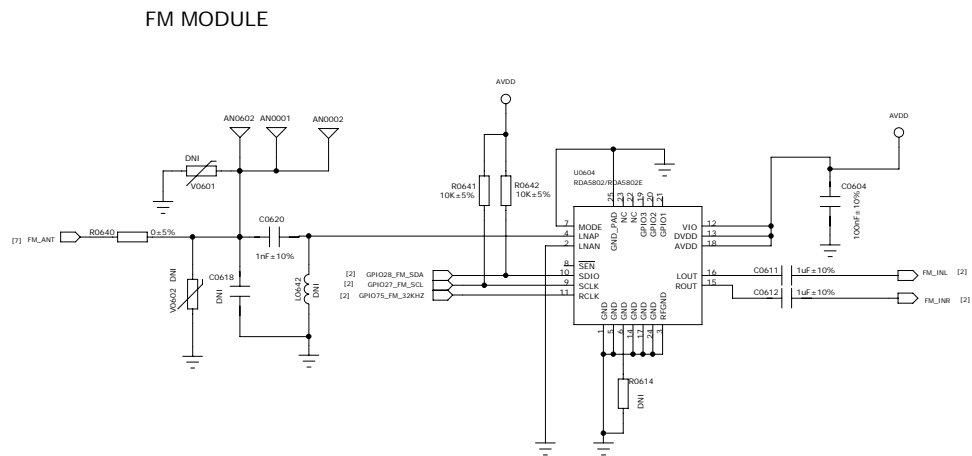 FM MODULE
AVDD
AN0602 AN0001 AN0002
AVDD
DNI
V0601
U0604
RDA5802/RDA5802E
R0641
10K±5%
R0642
10K±5%
C0604
100nF±10%
25 GND_PAD
23 NC
22 NC
19 GPIO3
20 GPIO2
21 GPIO1
7 MODE
4 LNAP
2 LNAN
8 SEN
10 SDIO
9 SCLK
11 RCLK
VIO 12
DVDD 13
AVDD 18
LOUT 16
ROUT 15
[7] FM_ANT
R0640 0±5%
C0620
1nF±10%
[2] GPIO28_FM_SDA
[2] GPIO27_FM_SCL
[2] GPIO75_FM_32KHZ
C0611 1uF±10% FM_INL [2]
C0612 1uF±10% FM_INR [2]
V0602 DNI
C0618
DNI
L0642
DNI
GND 1
GND 5
GND 6
GND 14
GND 17
GND 24
RFGND 3
R0614
DNI